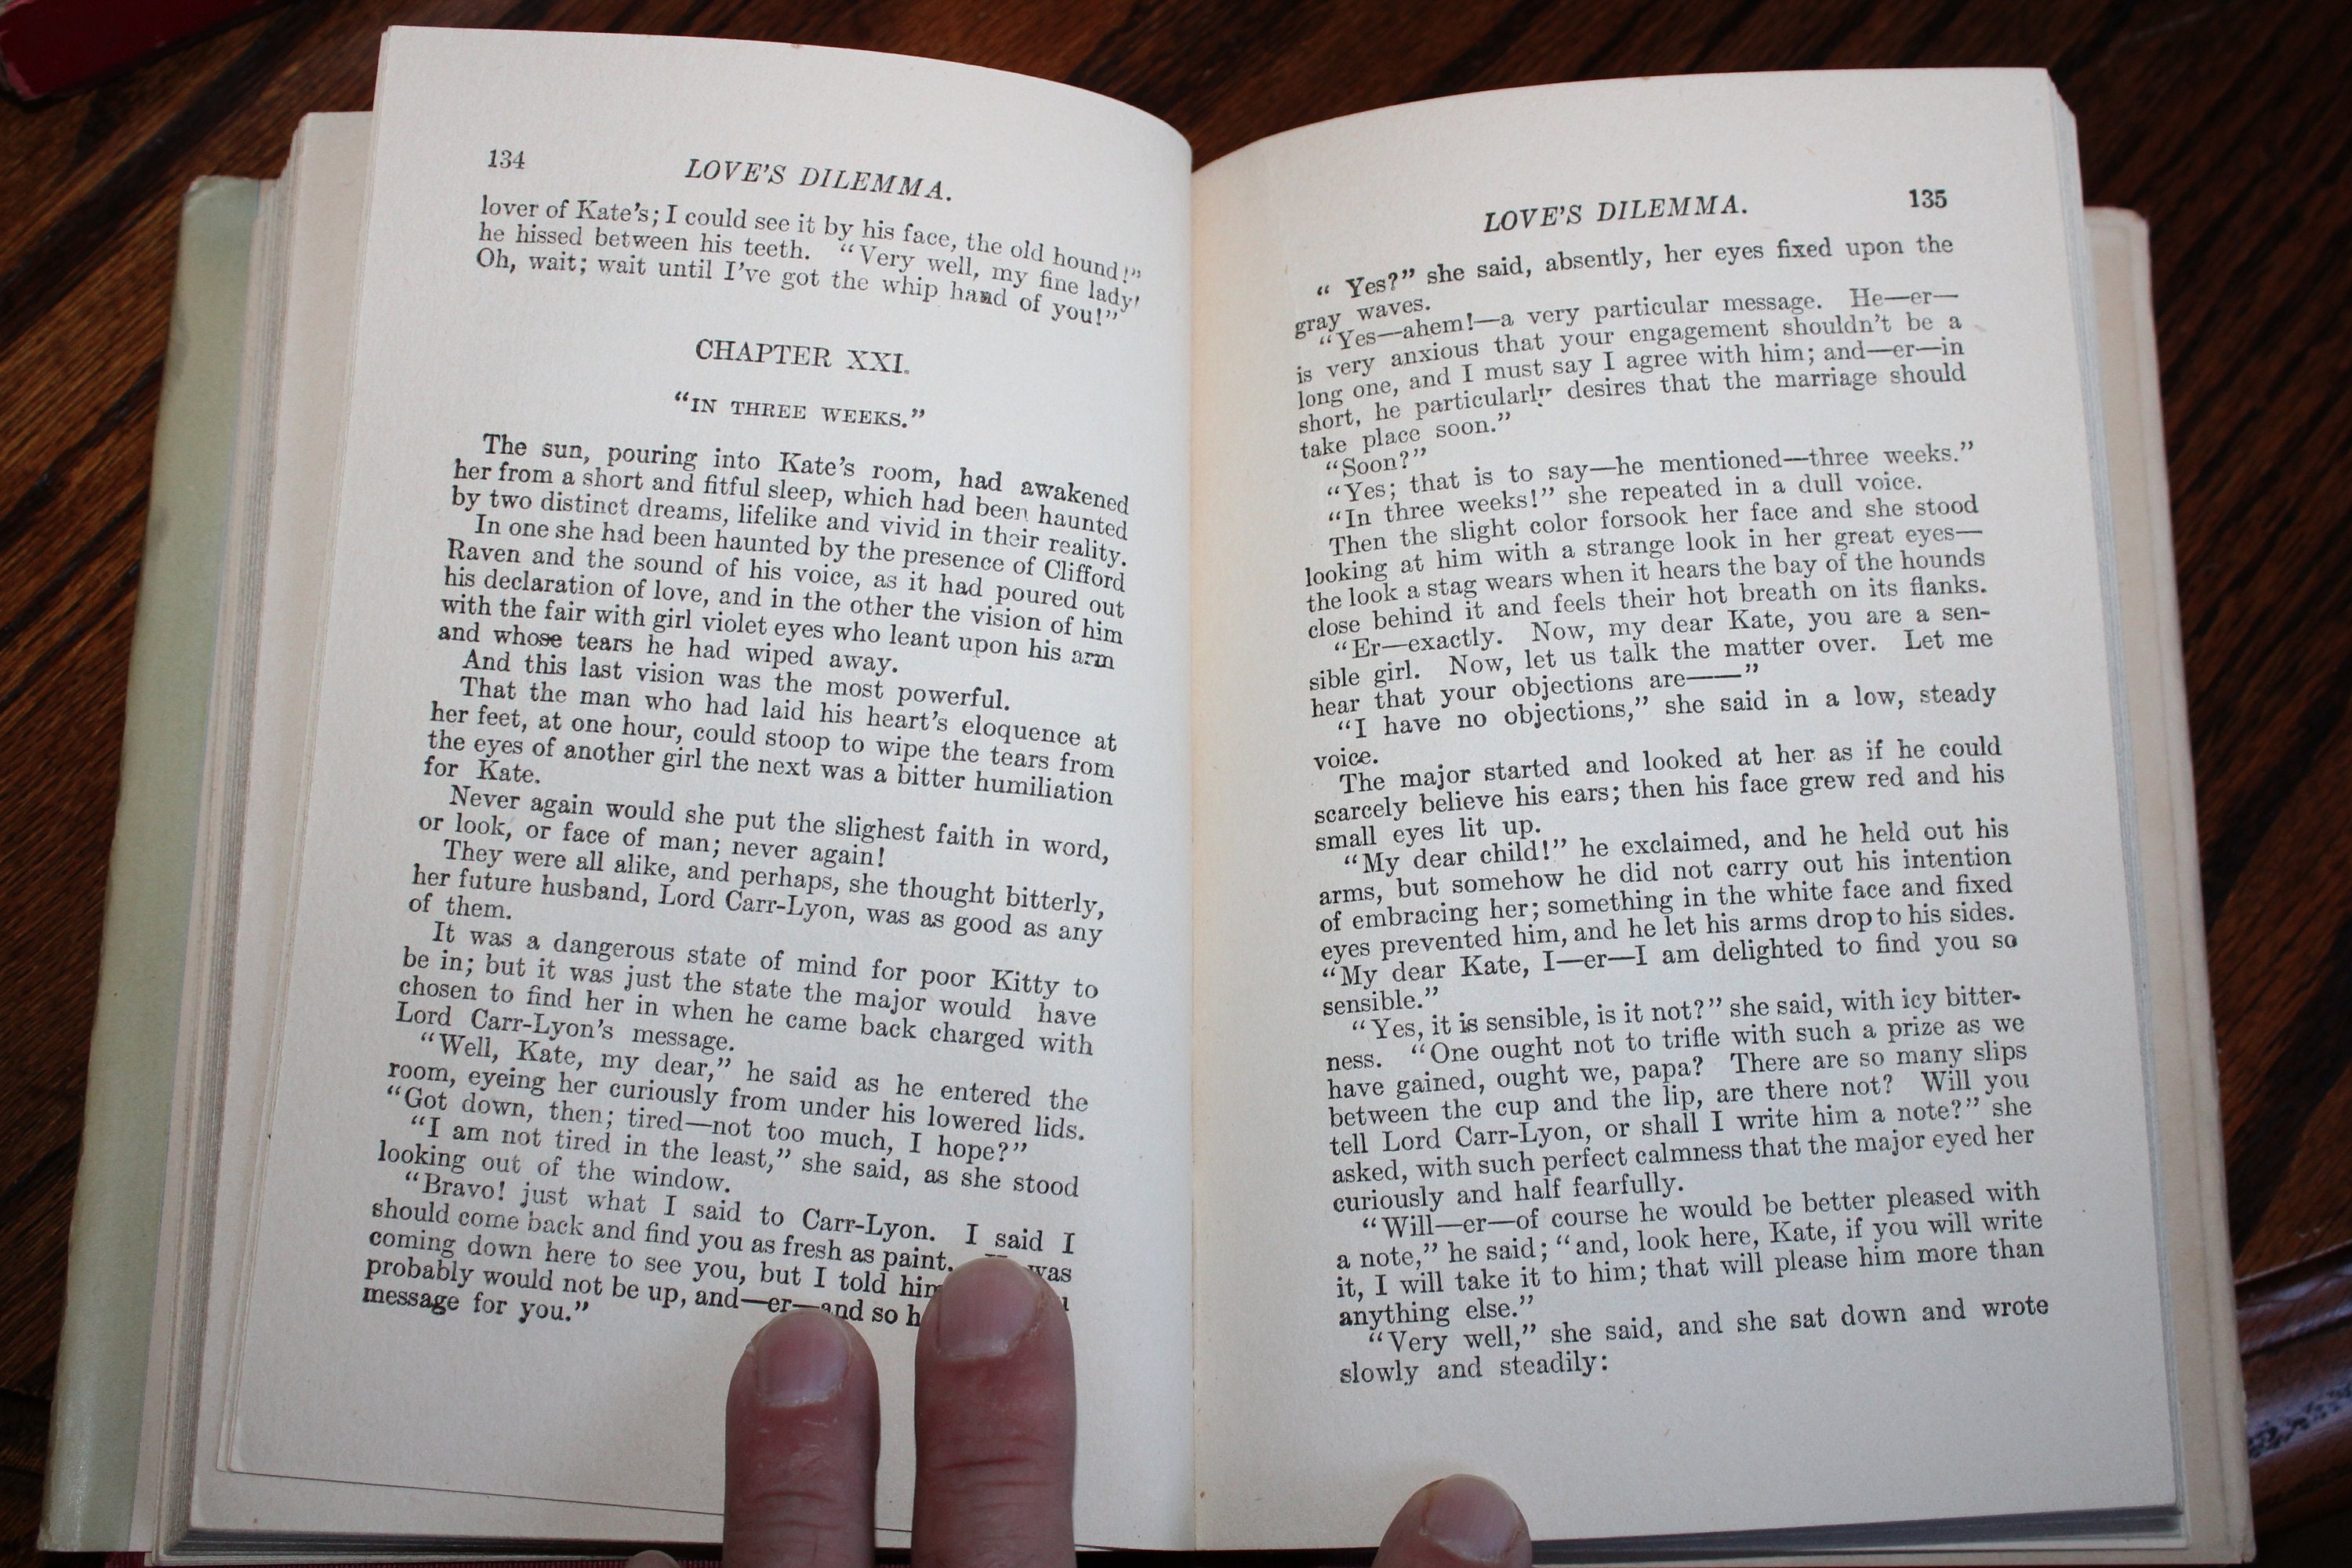 134
LOVE'S DILEMMA.
lover of Kate's; I could see it by his face, the old hound!"
he hissed between his teeth. "Very well, my fine lady!
Oh, wait; wait until I've got the whip hand of you!"
CHAPTER XXI.
"IN THREE WEEKS."
The sun, pouring into Kate's room, had awakened
her from a short and fitful sleep, which had been haunted
by two distinct dreams, lifelike and vivid in their reality.
In one she had been haunted by the presence of Clifford
Raven and the sound of his voice, as it had poured out
his declaration of love, and in the other the vision of him
with the fair with girl violet eyes who leant upon his arm
and whose tears he had wiped away.
And this last vision was the most powerful.
That the man who had laid his heart's eloquence at
her feet, at one hour, could stoop to wipe the tears from
the eyes of another girl the next was a bitter humiliation
for Kate.
Never again would she put the slighest faith in word,
or look, or face of man; never again!
They were all alike, and perhaps, she thought bitterly,
her future husband, Lord Carr-Lyon, was as good as any
of them.
It was a dangerous state of mind for poor Kitty to
be in; but it was just the state the major would have
chosen to find her in when he came back charged with
Lord Carr-Lyon's message.
"Well, Kate, my dear," he said as he entered the
room, eyeing her curiously from under his lowered lids.
"Got down, then; tired—not too much, I hope?"
"I am not tired in the least," she said, as she stood
looking out of the window.
"Bravo! just what I said to Carr-Lyon. I said I
should come back and find you as fresh as paint. was
coming down here to see you, but I told him
probably would not be up, and—er—and so
message for you."
LOVE'S DILEMMA.
135
"Yes?" she said, absently, her eyes fixed upon the
gray waves.
"Yes—ahem!—a very particular message. He—er—
is very anxious that your engagement shouldn't be a
long one, and I must say I agree with him; and—er—in
short, he particularly desires that the marriage should
take place soon."
"Soon?"
"Yes; that is to say—he mentioned—three weeks."
"In three weeks!" she repeated in a dull voice.
Then the slight color forsook her face and she stood
looking at him with a strange look in her great eyes—
the look a stag wears when it hears the bay of the hounds
close behind it and feels their hot breath on its flanks.
"Er—exactly. Now, my dear Kate, you are a sen-
sible girl. Now, let us talk the matter over. Let me
hear that your objections are——"
"I have no objections," she said in a low, steady
voice.
The major started and looked at her as if he could
scarcely believe his ears; then his face grew red and his
small eyes lit up.
"My dear child!" he exclaimed, and he held out his
arms, but somehow he did not carry out his intention
of embracing her; something in the white face and fixed
eyes prevented him, and he let his arms drop to his sides.
"My dear Kate, I—er—I am delighted to find you so
sensible."
"Yes, it is sensible, is it not?" she said, with icy bitter-
ness. "One ought not to trifle with such a prize as we
have gained, ought we, papa? There are so many slips
between the cup and the lip, are there not? Will you
tell Lord Carr-Lyon, or shall I write him a note?" she
asked, with such perfect calmness that the major eyed her
curiously and half fearfully.
"Will—er—of course he would be better pleased with
a note," he said; "and, look here, Kate, if you will write
it, I will take it to him; that will please him more than
anything else."
"Very well," she said, and she sat down and wrote
slowly and steadily: